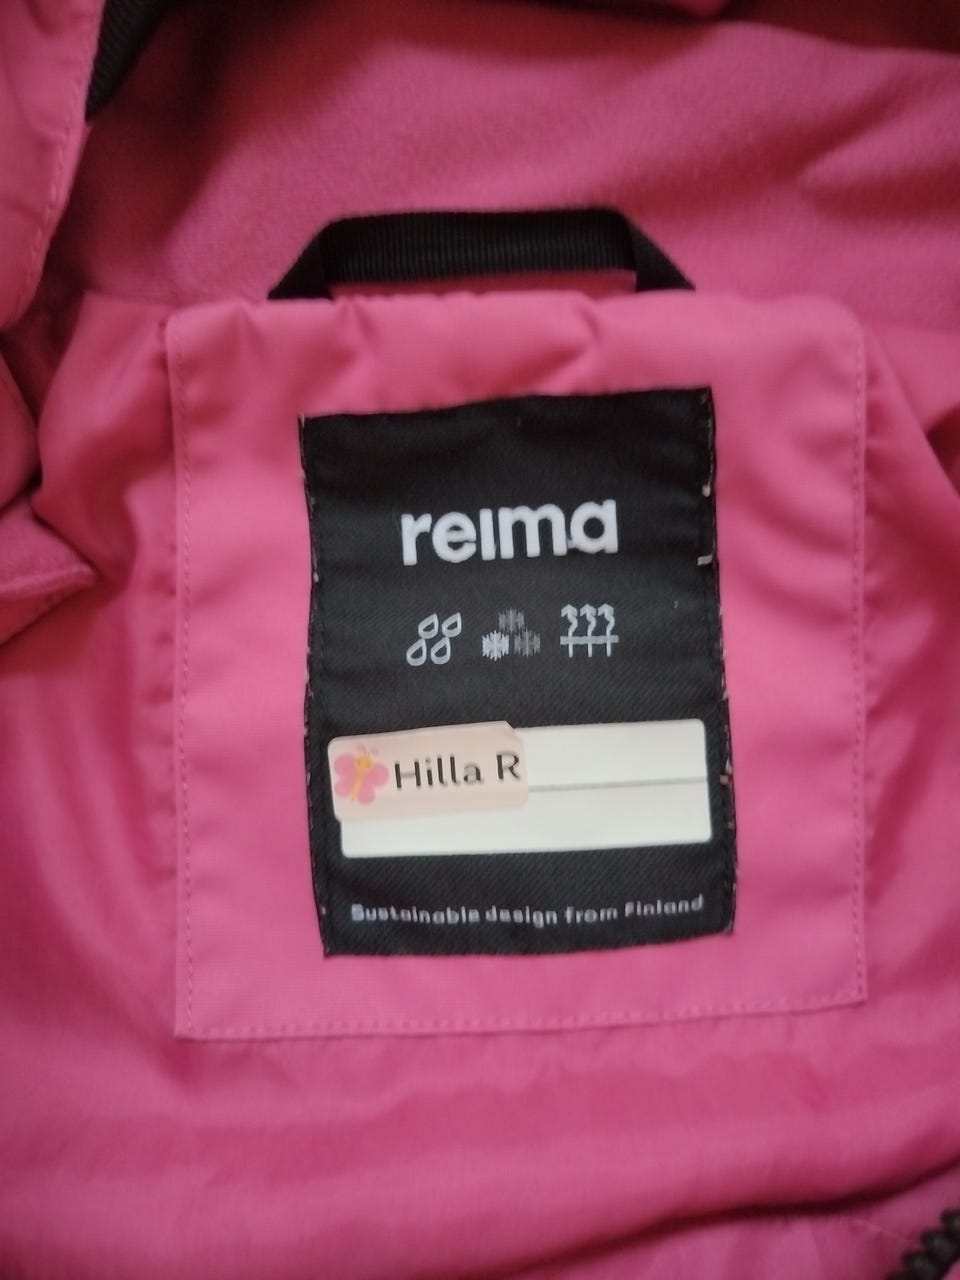 reima
Hilla R
Sustainable design from Finland